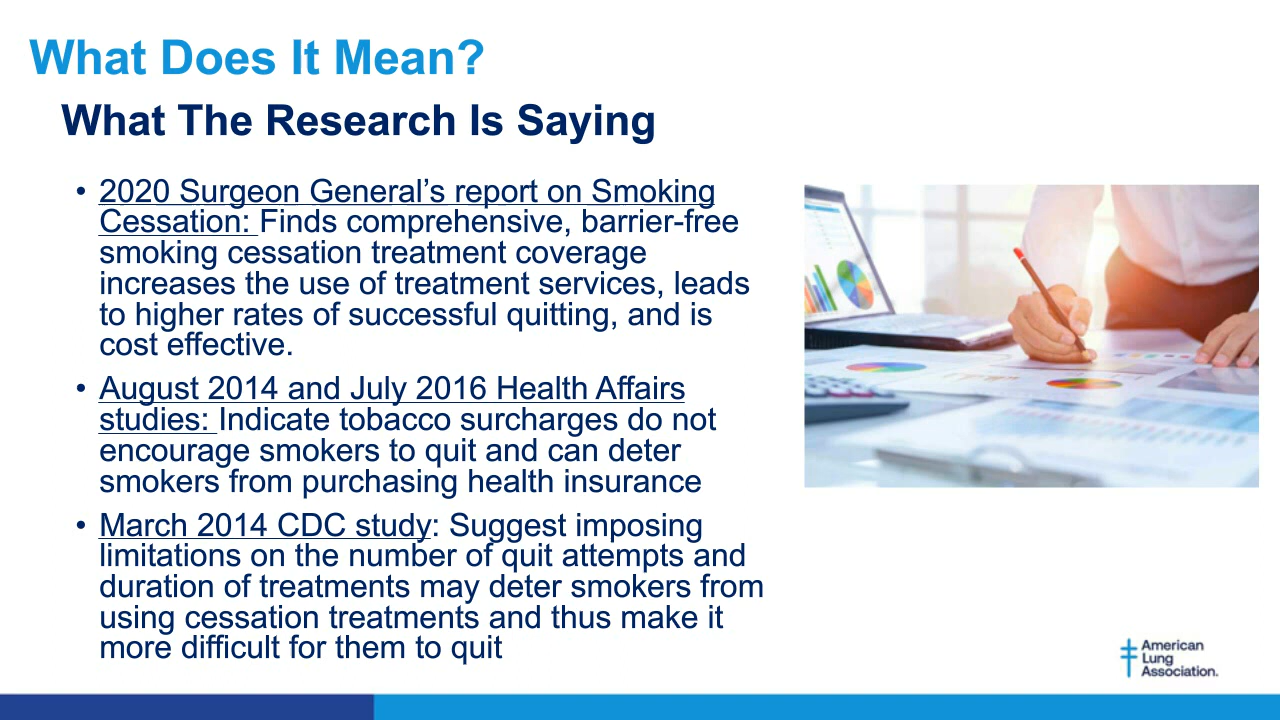 What Does It Mean?
What The Research Is Saying
• 2020 Surgeon General’s report on Smoking
Cessation: Finds comprehensive, barrier-free
smoking cessation treatment coverage
increases the use of treatment services, leads
to higher rates of successful quitting, and is
cost effective.
• August 2014 and July 2016 Health Affairs
studies: Indicate tobacco surcharges do not
encourage smokers to quit and can deter
smokers from purchasing health insurance
• March 2014 CDC study: Suggest imposing
limitations on the number of quit attempts and
duration of treatments may deter smokers from
using cessation treatments and thus make it
more difficult for them to quit
American
Lung
Association.